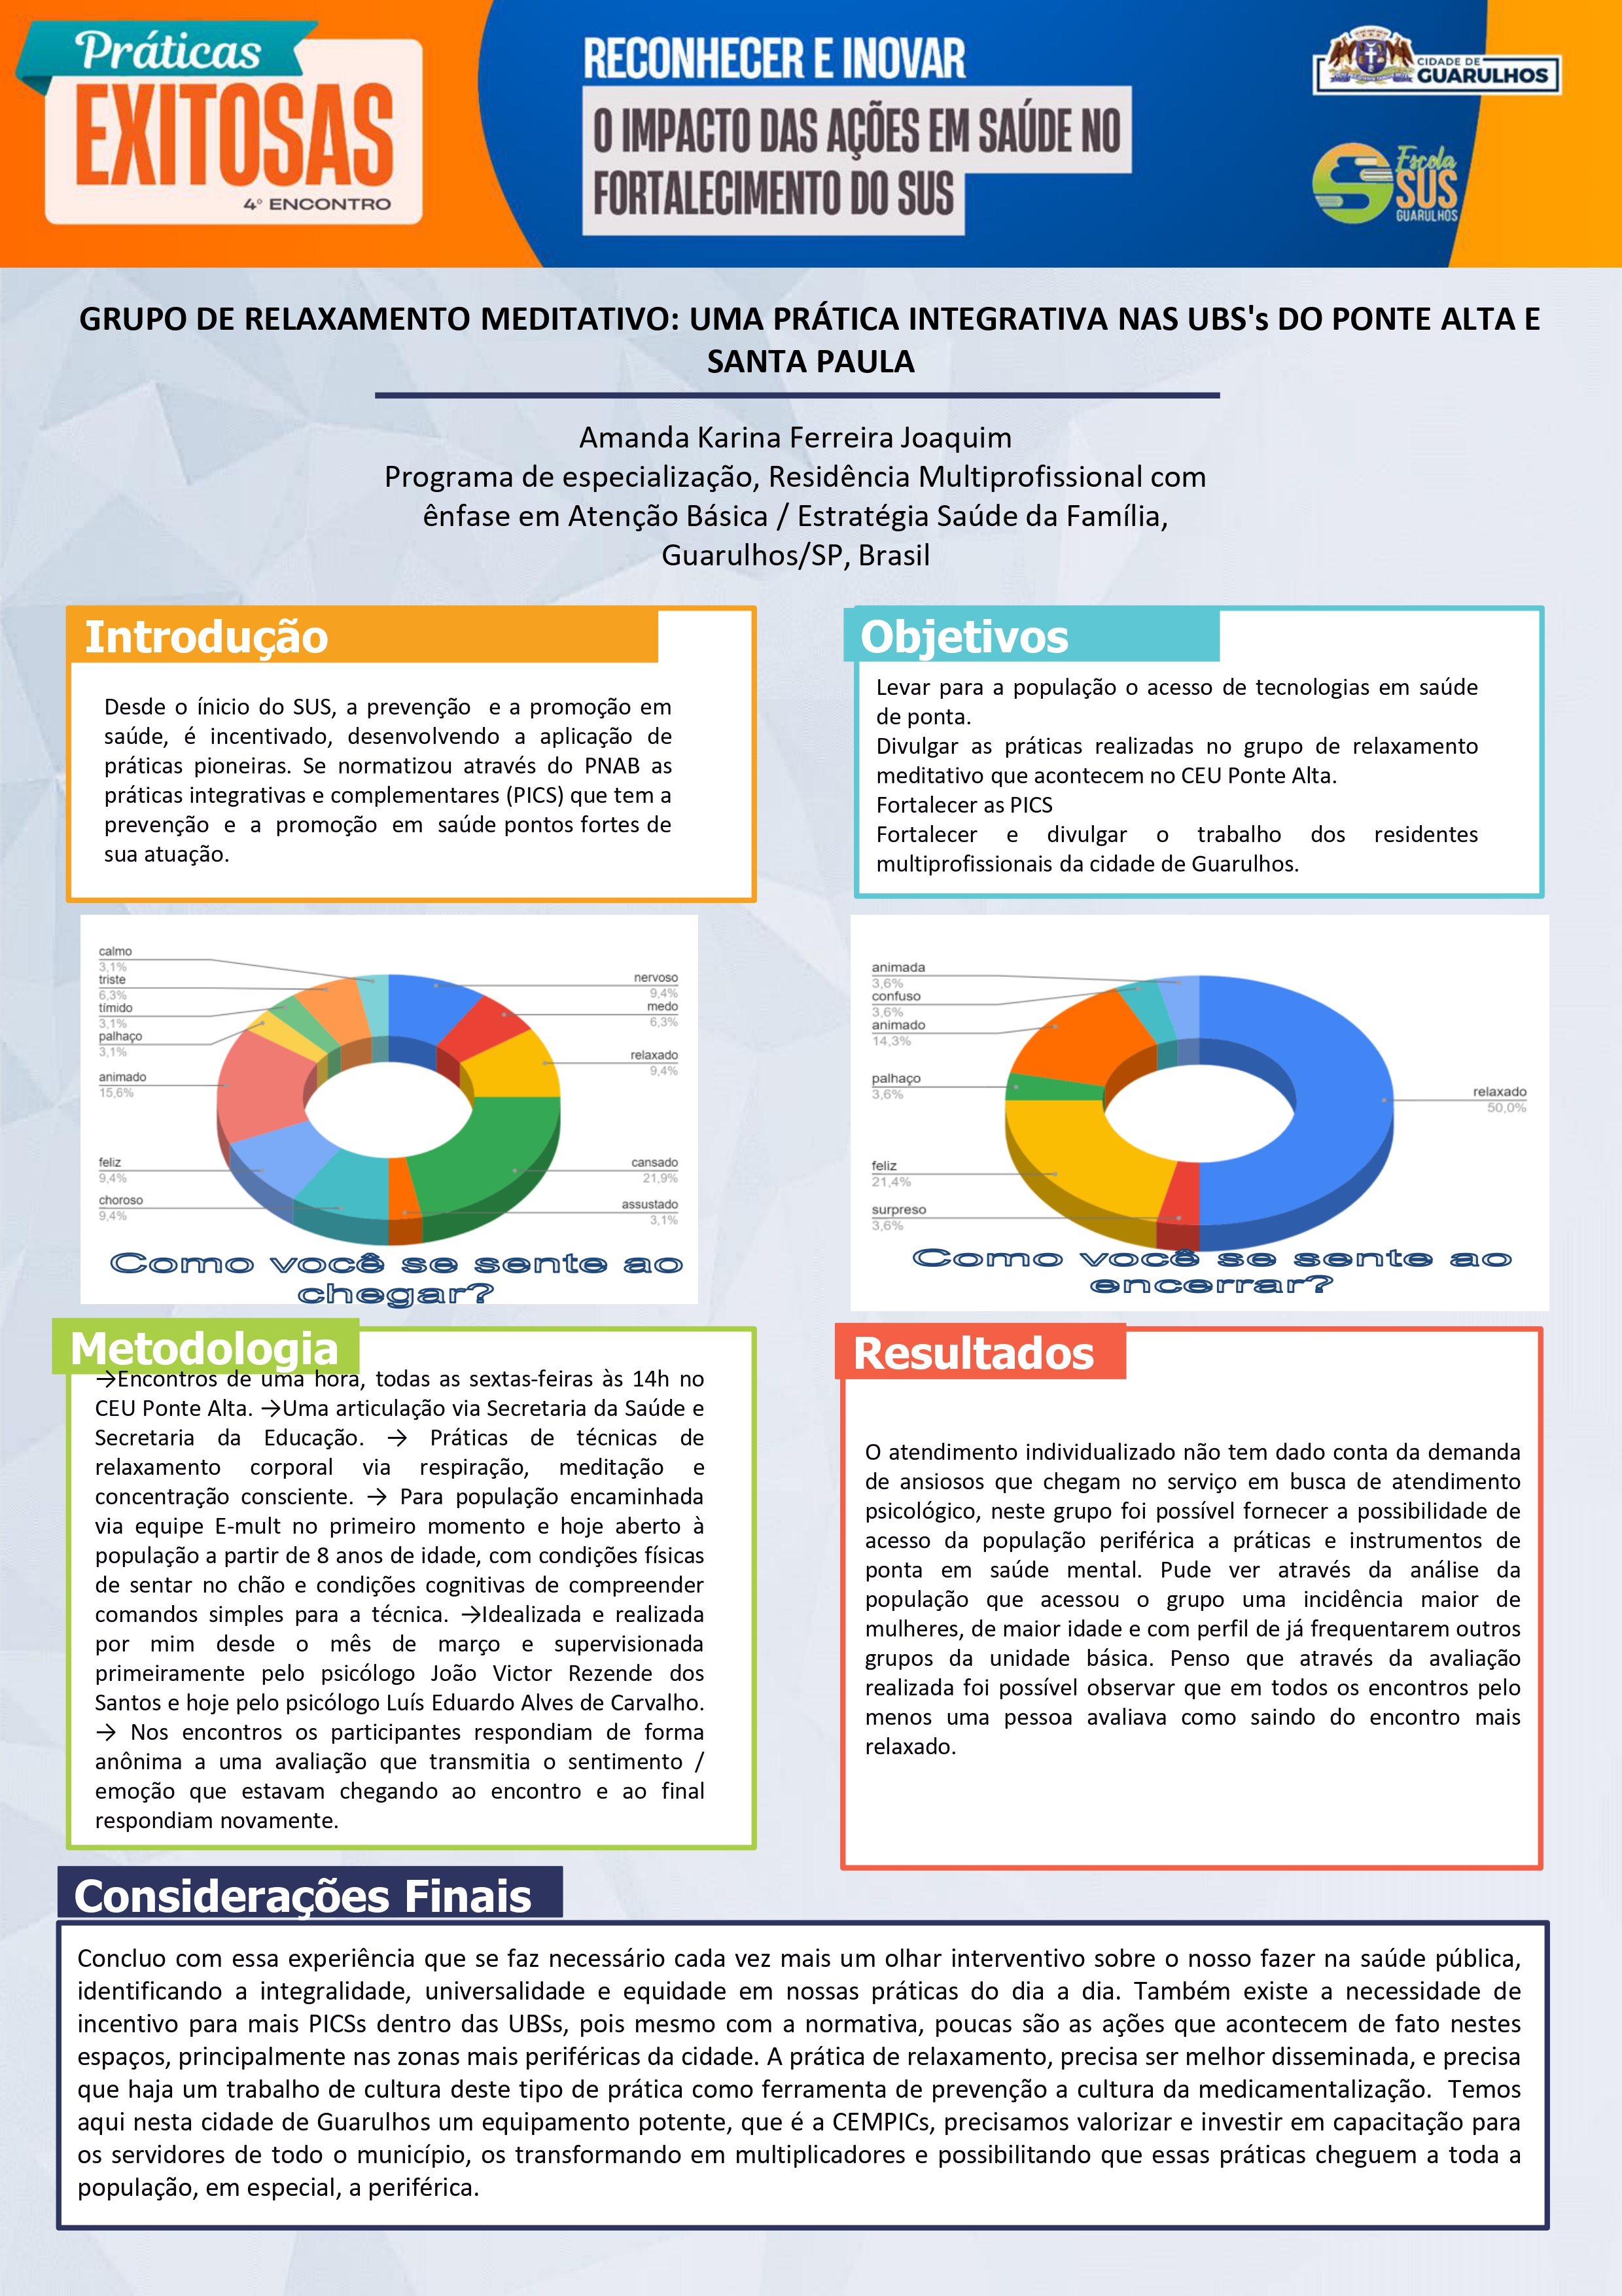 Práticas
EXITOSAS
4º ENCONTRO
RECONHECER E INOVAR
O IMPACTO DAS AÇÕES EM SAÚDE NO
FORTALECIMENTO DO SUS
CIDADE DE
GUARULHOS
Escola
SUS
GUARULHOS
GRUPO DE RELAXAMENTO MEDITATIVO: UMA PRÁTICA INTEGRATIVA NAS UBS's DO PONTE ALTA E
SANTA PAULA
Amanda Karina Ferreira Joaquim
Programa de especialização, Residência Multiprofissional com
ênfase em Atenção Básica / Estratégia Saúde da Família,
Guarulhos/SP, Brasil
Introdução
Desde o ínicio do SUS, a prevenção e a promoção em
saúde, é incentivado, desenvolvendo a aplicação de
práticas pioneiras. Se normatizou através do PNAB as
práticas integrativas e complementares (PICS) que tem a
prevenção e a promoção em saúde pontos fortes de
sua atuação.
Objetivos
Levar para a população o acesso de tecnologias em saúde
de ponta.
Divulgar as práticas realizadas no grupo de relaxamento
meditativo que acontecem no CEU Ponte Alta.
Fortalecer as PICS
Fortalecer e divulgar o trabalho dos residentes
multiprofissionais da cidade de Guarulhos.
calmo
3,1%
triste
6,3%
tímido
3,1%
palhaço
3,1%
animado
15,6%
feliz
9,4%
choroso
9,4%
nervoso
9,4%
medo
6,3%
relaxado
9,4%
cansado
21,9%
assustado
3,1%
Como você se sente ao
chegar?
animada
3,6%
confuso
3,6%
animado
14,3%
palhaço
3,6%
feliz
21,4%
surpreso
3,6%
relaxado
50,0%
Como você se sente ao
encerrar?
Metodologia
→Encontros de uma hora, todas as sextas-feiras às 14h no
CEU Ponte Alta. →Uma articulação via Secretaria da Saúde e
Secretaria da Educação. → Práticas de técnicas de
relaxamento corporal via respiração, meditação e
concentração consciente. → Para população encaminhada
via equipe E-mult no primeiro momento e hoje aberto à
população a partir de 8 anos de idade, com condições físicas
de sentar no chão e condições cognitivas de compreender
comandos simples para a técnica. →Idealizada e realizada
por mim desde o mês de março e supervisionada
primeiramente pelo psicólogo João Victor Rezende dos
Santos e hoje pelo psicólogo Luís Eduardo Alves de Carvalho.
→ Nos encontros os participantes respondiam de forma
anônima a uma avaliação que transmitia o sentimento /
emoção que estavam chegando ao encontro e ao final
respondiam novamente.
Resultados
O atendimento individualizado não tem dado conta da demanda
de ansiosos que chegam no serviço em busca de atendimento
psicológico, neste grupo foi possível fornecer a possibilidade de
acesso da população periférica a práticas e instrumentos de
ponta em saúde mental. Pude ver através da análise da
população que acessou o grupo uma incidência maior de
mulheres, de maior idade e com perfil de já frequentarem outros
grupos da unidade básica. Penso que através da avaliação
realizada foi possível observar que em todos os encontros pelo
menos uma pessoa avaliava como saindo do encontro mais
relaxado.
Considerações Finais
Concluo com essa experiência que se faz necessário cada vez mais um olhar interventivo sobre o nosso fazer na saúde pública,
identificando a integralidade, universalidade e equidade em nossas práticas do dia a dia. Também existe a necessidade de
incentivo para mais PICSs dentro das UBSs, pois mesmo com a normativa, poucas são as ações que acontecem de fato nestes
espaços, principalmente nas zonas mais periféricas da cidade. A prática de relaxamento, precisa ser melhor disseminada, e precisa
que haja um trabalho de cultura deste tipo de prática como ferramenta de prevenção a cultura da medicamentalização. Temos
aqui nesta cidade de Guarulhos um equipamento potente, que é a CEMPICs, precisamos valorizar e investir em capacitação para
os servidores de todo o município, os transformando em multiplicadores e possibilitando que essas práticas cheguem a toda a
população, em especial, a periférica.